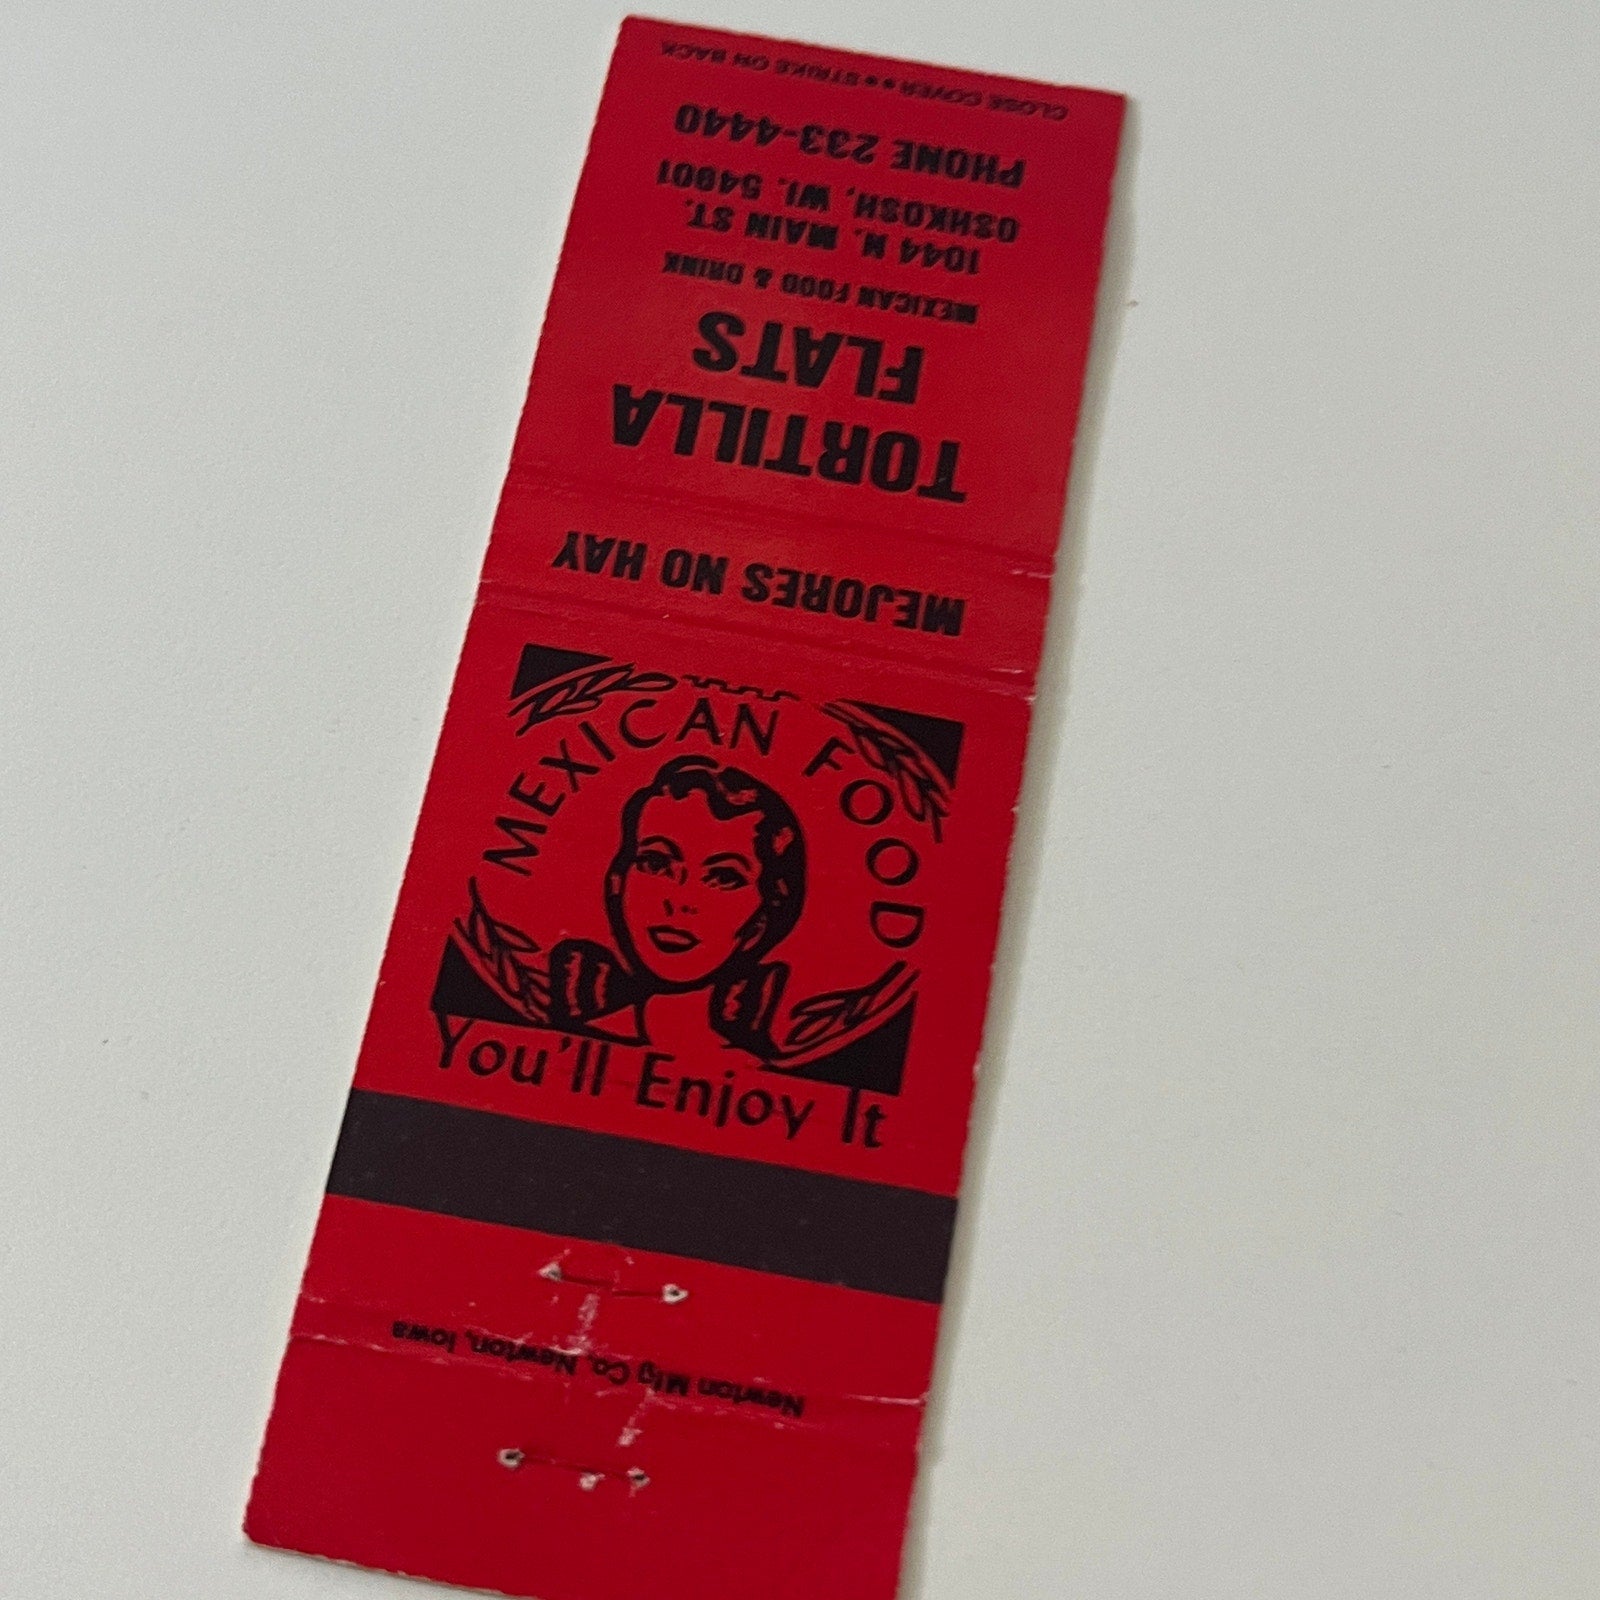 CLOSE COVER ★★ STRIKE ON BACK
PHONE 233-4440
OSHKOSH, WI. 54901
1044 N. MAIN ST.
MEXICAN FOOD & DRINK
FLATS
TORTILLA
MEJORES NO HAY
MEXICAN FOOD
You'll Enjoy It
Newton Mfg Co, Newton, Iowa